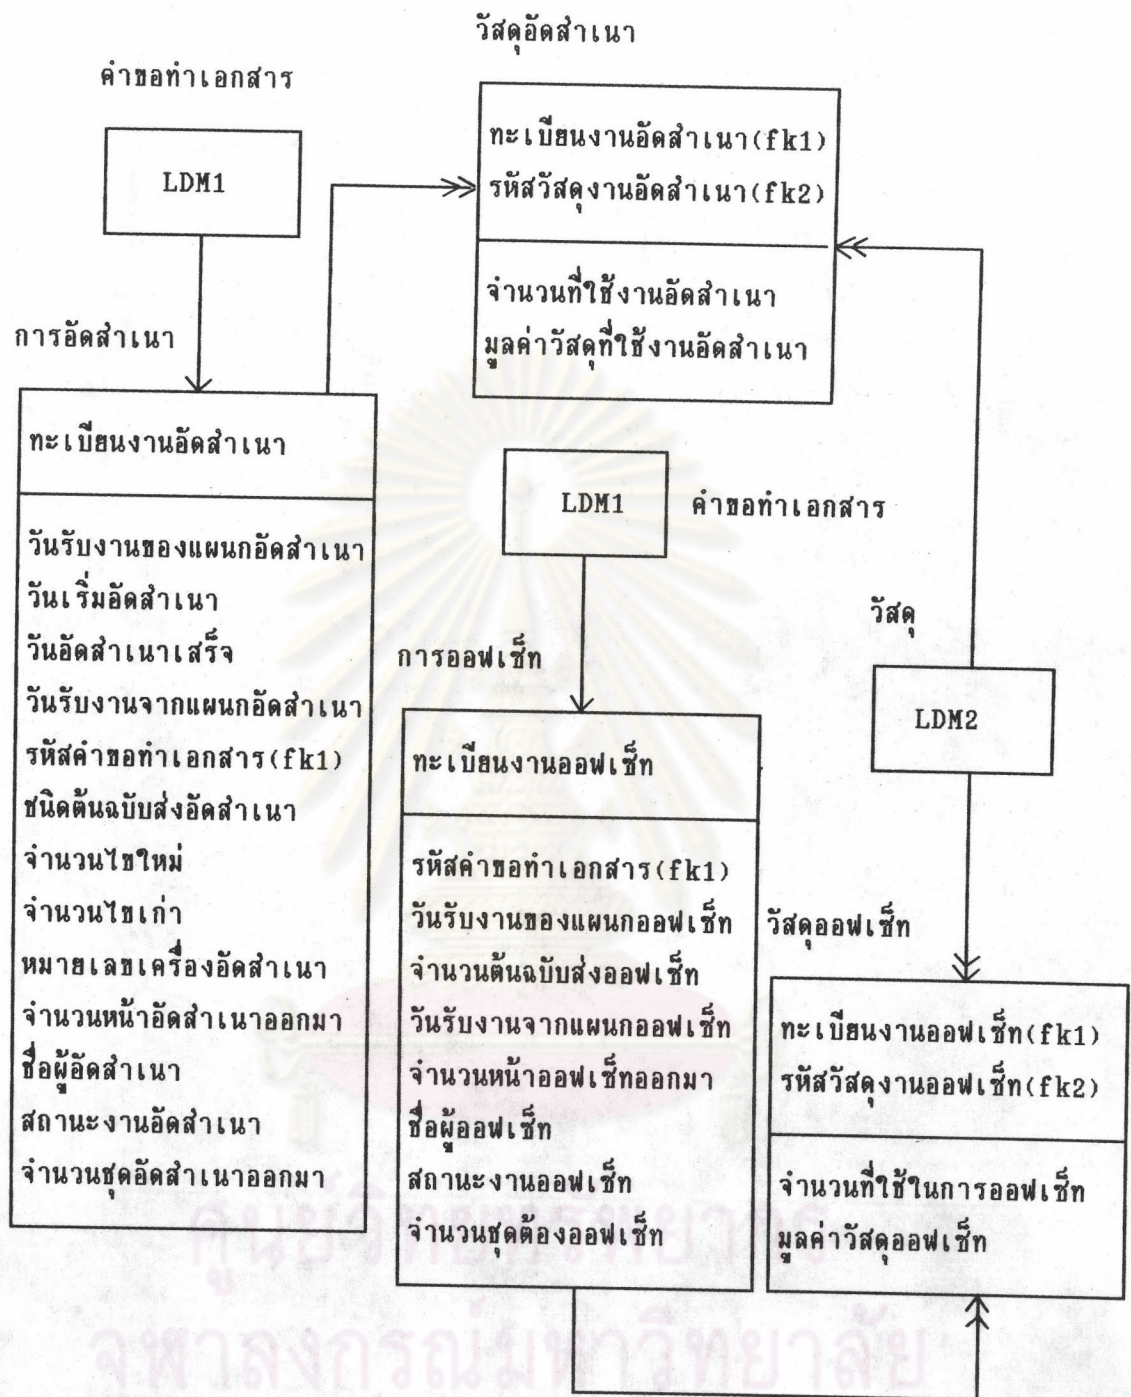 วัสดุอัดสำเนา
คำขอทำเอกสาร
LDM1
ทะเบียนงานอัดสำเนา(fk1)
รหัสวัสดุงานอัดสำเนา(fk2)
จำนวนที่ใช้งานอัดสำเนา
มูลค่าวัสดุที่ใช้งานอัดสำเนา
การอัดสำเนา
ทะเบียนงานอัดสำเนา
วันรับงานของแผนกอัดสำเนา
วันเริ่มอัดสำเนา
วันอัดสำเนาเสร็จ
วันรับงานจากแผนกอัดสำเนา
รหัสคำขอทำเอกสาร(fk1)
ชนิดต้นฉบับส่งอัดสำเนา
จำนวนไขใหม่
จำนวนไขเก่า
หมายเลขเครื่องอัดสำเนา
จำนวนหน้าอัดสำเนาออกมา
ชื่อผู้อัดสำเนา
สถานะงานอัดสำเนา
จำนวนชุดอัดสำเนาออกมา
LDM1
คำขอทำเอกสาร
การออฟเซ็ท
ทะเบียนงานออฟเซ็ท
รหัสคำขอทำเอกสาร(fk1)
วันรับงานของแผนกออฟเซ็ท
จำนวนต้นฉบับส่งออฟเซ็ท
วันรับงานจากแผนกออฟเซ็ท
จำนวนหน้าออฟเซ็ทออกมา
ชื่อผู้ออฟเซ็ท
สถานะงานออฟเซ็ท
จำนวนชุดต้องออฟเซ็ท
วัสดุ
LDM2
วัสดุออฟเซ็ท
ทะเบียนงานออฟเซ็ท(fk1)
รหัสวัสดุงานออฟเซ็ท(fk2)
จำนวนที่ใช้ในการออฟเซ็ท
มูลค่าวัสดุออฟเซ็ท
ศูนย์วิทยทรัพยากร
จุฬาลงกรณ์มหาวิทยาลัย